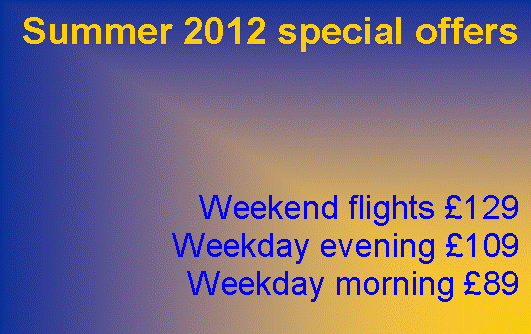 Summer 2012 special offers
Weekend flights £129
Weekday evening £109
Weekday morning £89